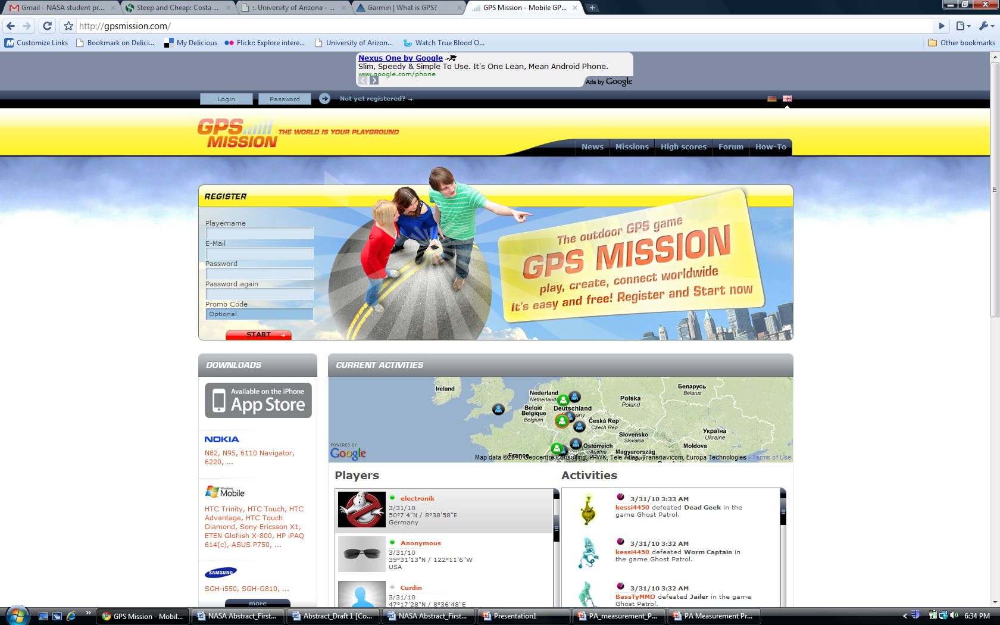 Gmail - NASA student pr...
Steep and Cheap: Costa ...
:. University of Arizona - ...
Garmin | What is GPS?
GPS Mission - Mobile GP...
http://gpsmission.com/
Customize Links
Bookmark on Delici...
My Delicious
Flickr: Explore intere...
University of Arizon...
Watch True Blood O...
Other bookmarks
Nexus One by Google
Slim, Speedy & Simple To Use. It's One Lean, Mean Android Phone.
www.google.com/phone
Ads by Google
Login
Password
Not yet registered?
GPS MISSION
THE WORLD IS YOUR PLAYGROUND
News
Missions
High scores
Forum
How-To
REGISTER
Playername
E-Mail
Password
Password again
Promo Code
Optional
START
The outdoor GPS game
GPS MISSION
play, create, connect worldwide
It's easy and free! Register and Start now
DOWNLOADS
Available on the iPhone
App Store
NOKIA
N82, N95, 6110 Navigator,
6220, ...
Windows
Mobile
HTC Trinity, HTC Touch, HTC
Advantage, HTC Touch
Diamond, Sony Ericsson X1,
ETEN Glofiish X-800, HP iPAQ
614(c), ASUS P750, ...
SAMSUNG
SGH-i550, SGH-G810, ...
more
CURRENT ACTIVITIES
Ireland
Nederland
Netherlands
België
Belgique
Belgium
Deutschland
Polska
Poland
Беларусь
Belarus
Česká Rep
Czech Rep
Slovensko
Slovakia
Україна
Ukraine
Österreich
Austria
Magyarország
Moldova
France
POWERED BY
Google
Map data ©2010 Geocentre Consulting, PPWK, Tele Atlas, Transnavicom, Europa Technologies - Terms of Use
Players
electronik
3/31/10
50°7'4"N / 8°38'58"E
Germany
Anonymous
3/31/10
39°31'13"N / 122°11'6"W
USA
Curdin
3/31/10
47°17'28"N / 8°36'48"E
Activities
3/31/10 3:33 AM
kessi4450 defeated Dead Geek in the
game Ghost Patrol.
3/31/10 3:32 AM
kessi4450 defeated Worm Captain in
the game Ghost Patrol.
3/31/10 3:32 AM
BassTyMMO defeated Jailer in the game
Ghost Patrol.
GPS Mission - Mobil...
NASA Abstract_First...
Abstract_Draft 1 [Co...
NASA Abstract_First...
Presentation1
PA_measurement_P...
PA Measurement Pr...
6:34 PM